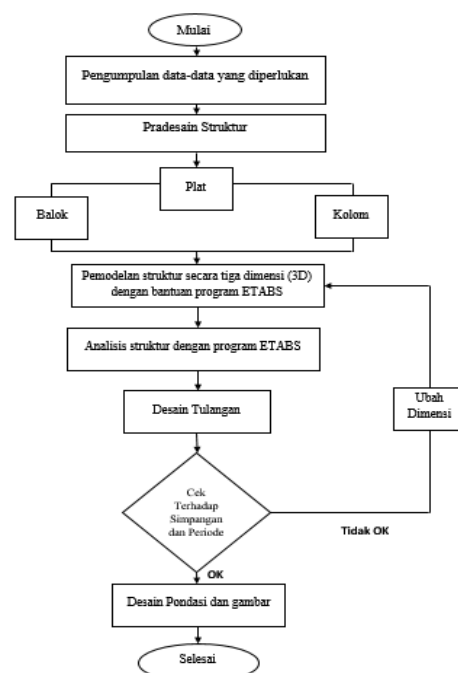 Mulai
Pengumpulan data-data yang diperlukan
Pradesain Struktur
Plat
Balok
Kolom
Pemodelan struktur secara tiga dimensi (3D)
dengan bantuan program ETABS
Analisis struktur dengan program ETABS
Ubah
Dimensi
Desain Tulangan
Cek
Terhadap
Simpangan
dan Periode
Tidak OK
OK
Desain Pondasi dan gambar
Selesai